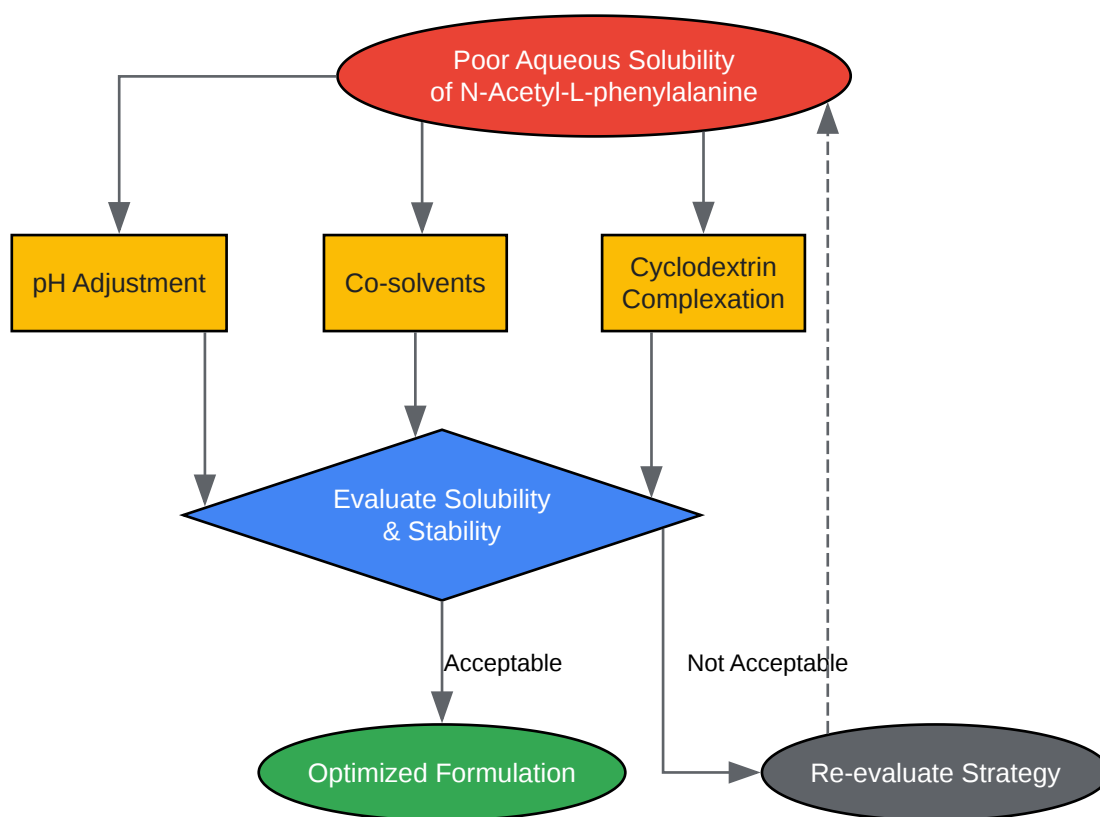 Poor Aqueous Solubility
of N-Acetyl-L-phenylalanine
pH Adjustment
Co-solvents
Cyclodextrin
Complexation
Evaluate Solubility
& Stability
Acceptable
Not Acceptable
Optimized Formulation
Re-evaluate Strategy